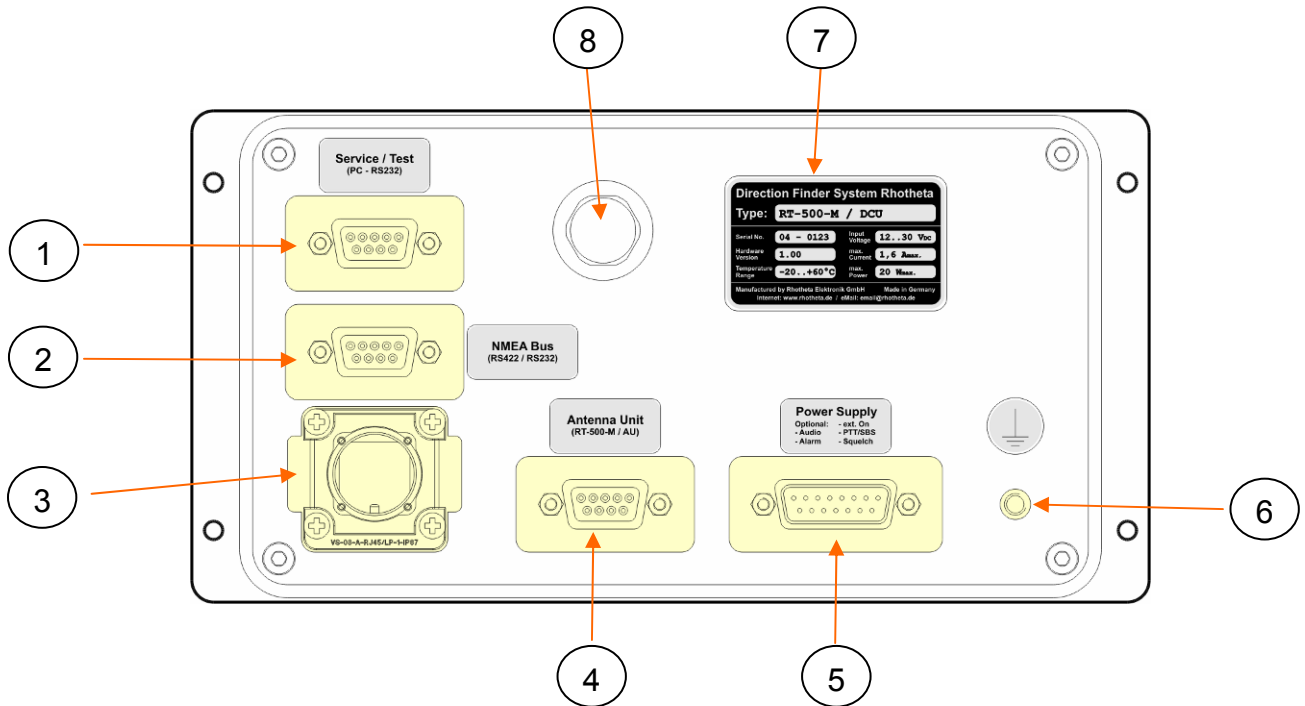 8
7
Service / Test
(PC - RS232)
Direction Finder System Rhotheta
Type: RT-500-M / DCU
Serial No. 04 - 0123 Input Voltage 12..30 VDC
Hardware Version 1.00 max. Current 1,6 Amax.
Temperature Range -20..+60°C max. Power 20 Wmax.
Manufactured by Rhotheta Elektronik GmbH Made in Germany
Internet: www.rhotheta.de / eMail: email@rhotheta.de
1
2
NMEA Bus
(RS422 / RS232)
Antenna Unit
(RT-500-M / AU)
Power Supply
Optional: - ext. On
- Audio - PTT/SBS
- Alarm - Squelch
3
VS-08-A-RJ45/LP-1-IP67
6
4
5